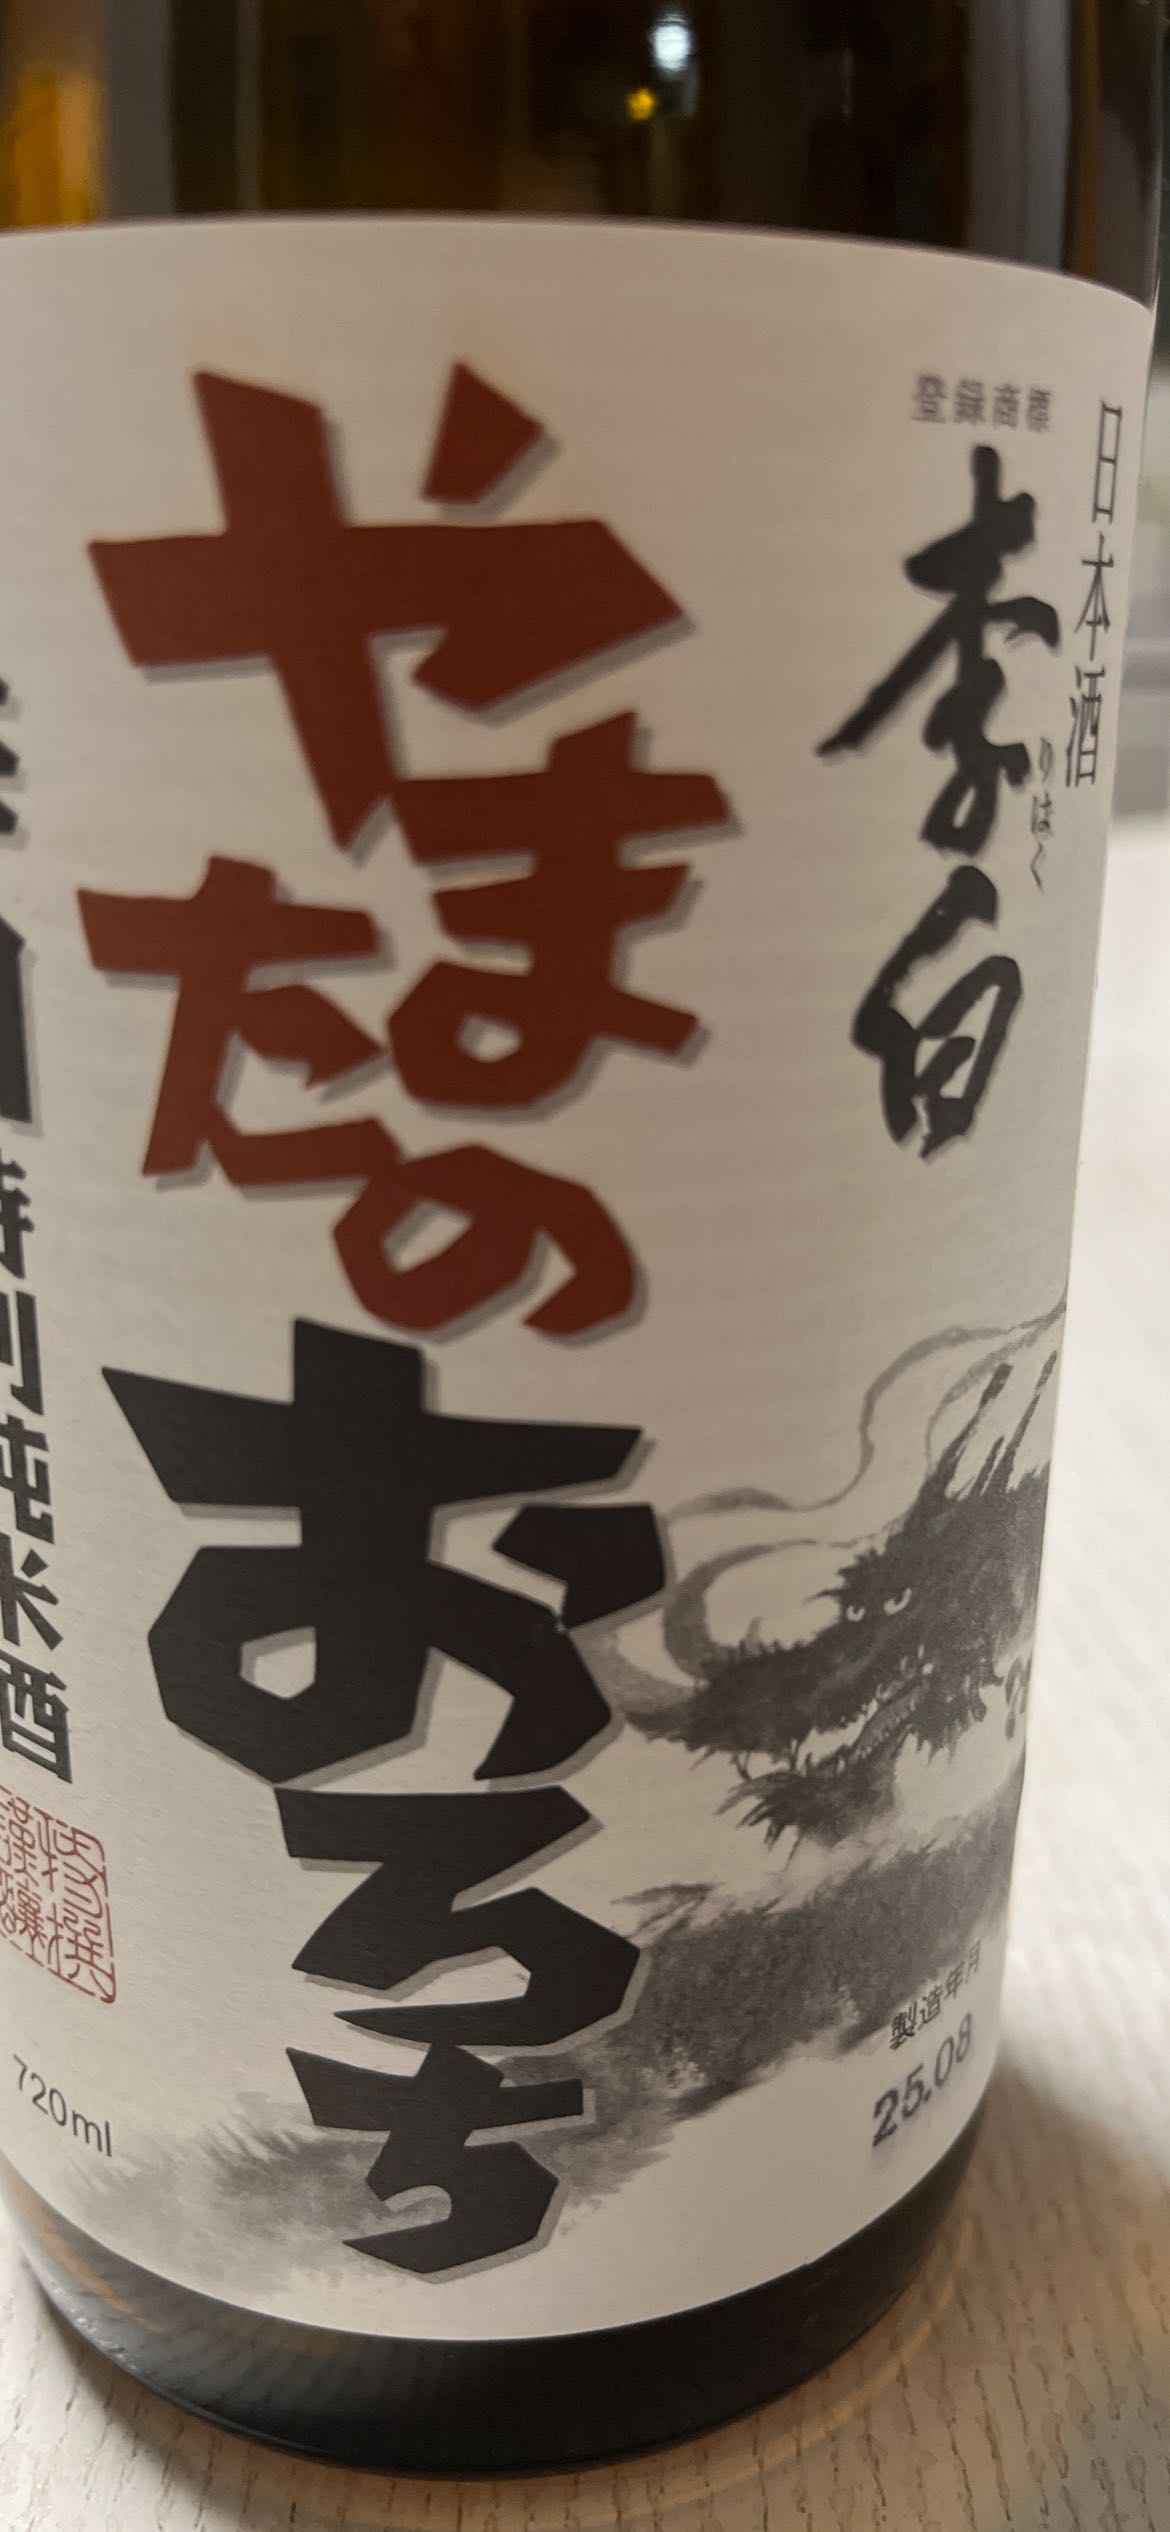 日本酒
登録商標
李白
りはく
やまたの
おろち
特別純米酒
720ml
製造年月
25.08